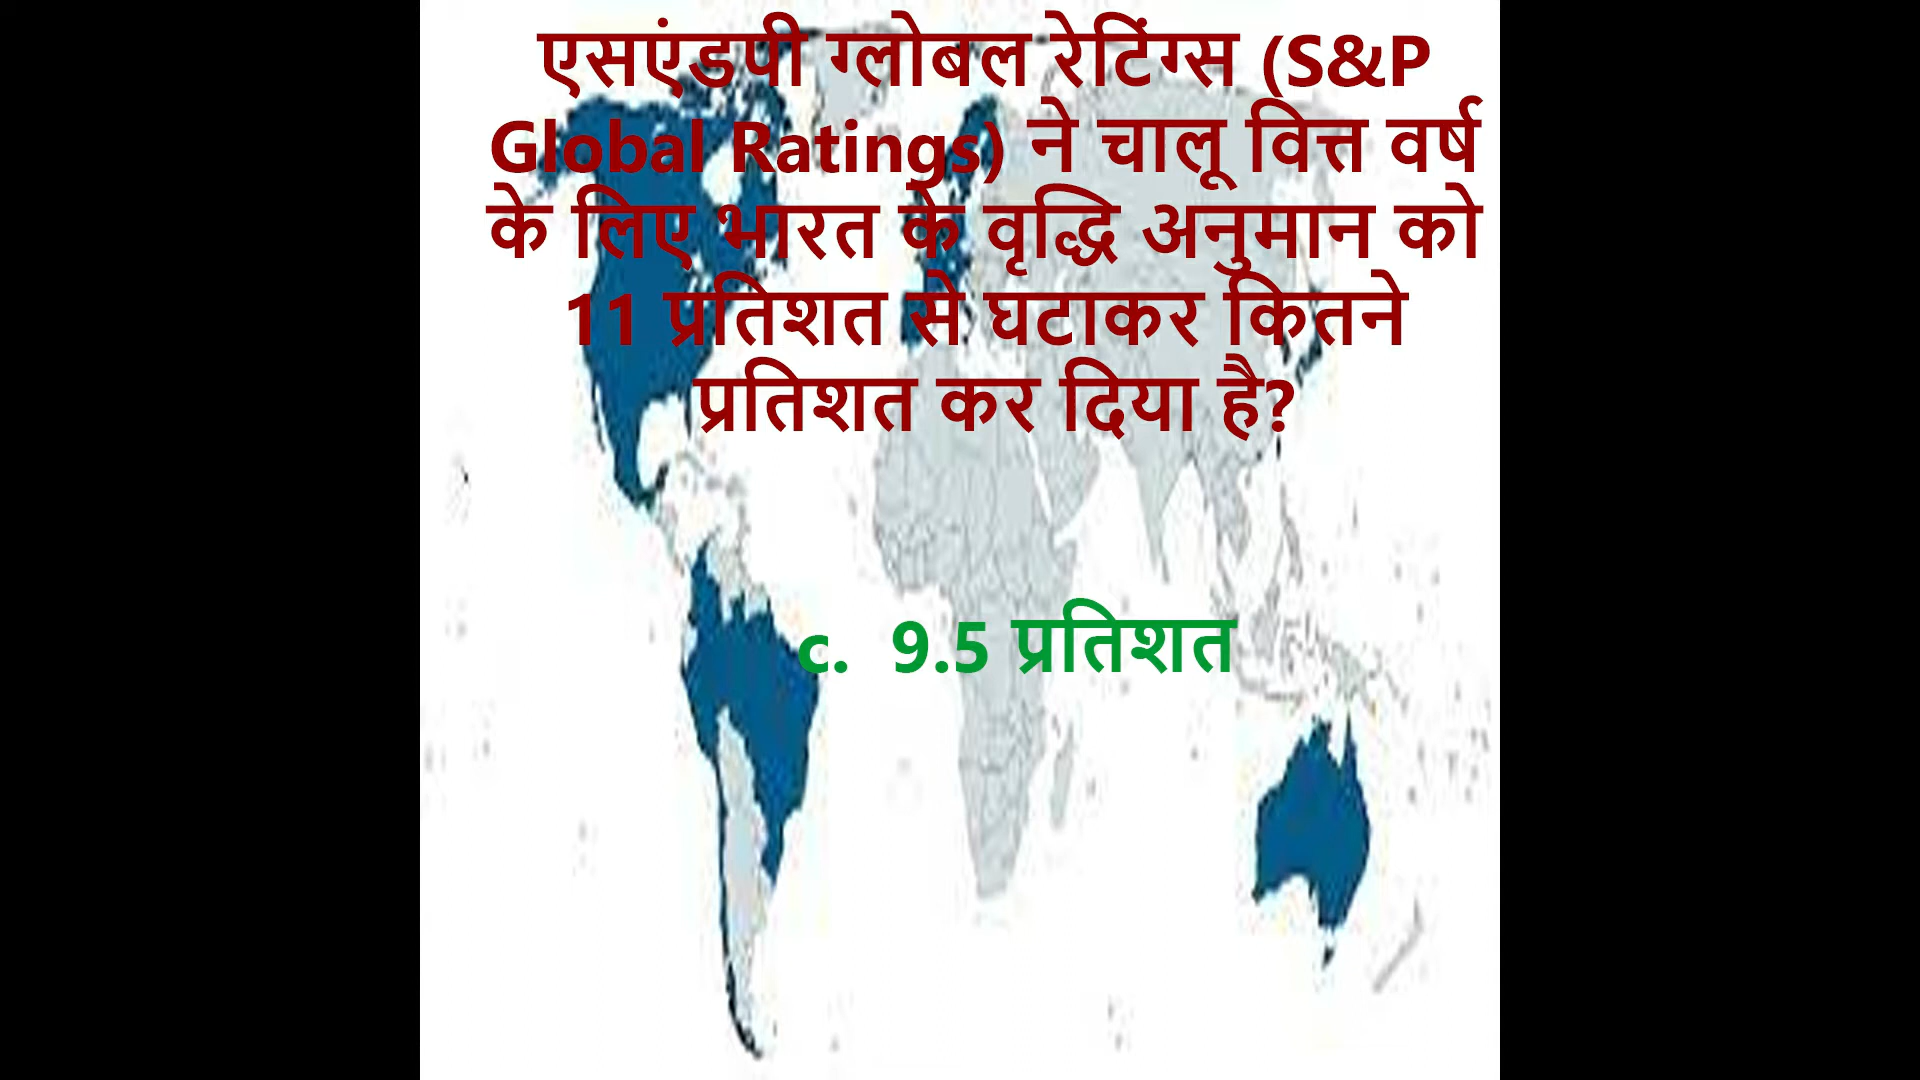 एसएंडपी ग्लोबल रेटिंग्स (S&P
Global Ratings) ने चालू वित्त वर्ष
के लिए भारत के वृद्धि अनुमान को
11 प्रतिशत से घटाकर कितने
प्रतिशत कर दिया है?
c. 9.5 प्रतिशत